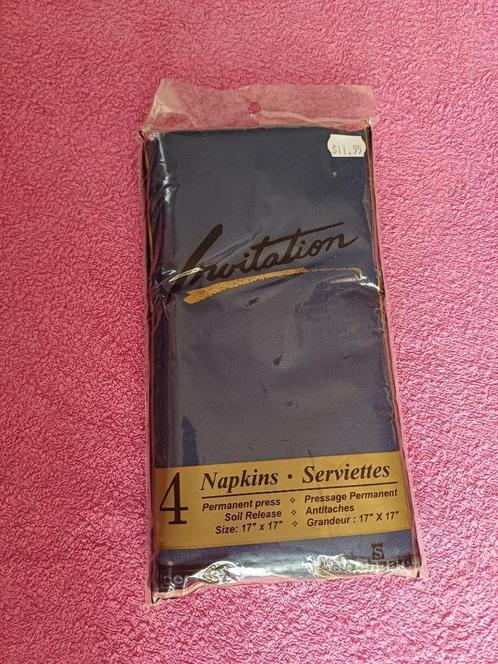 $11.95
Invitation
4 Napkins • Serviettes
Permanent press ❖ Pressage Permanent
Soil Release ❖ Antitaches
Size: 17" x 17" ❖ Grandeur : 17" X 17"